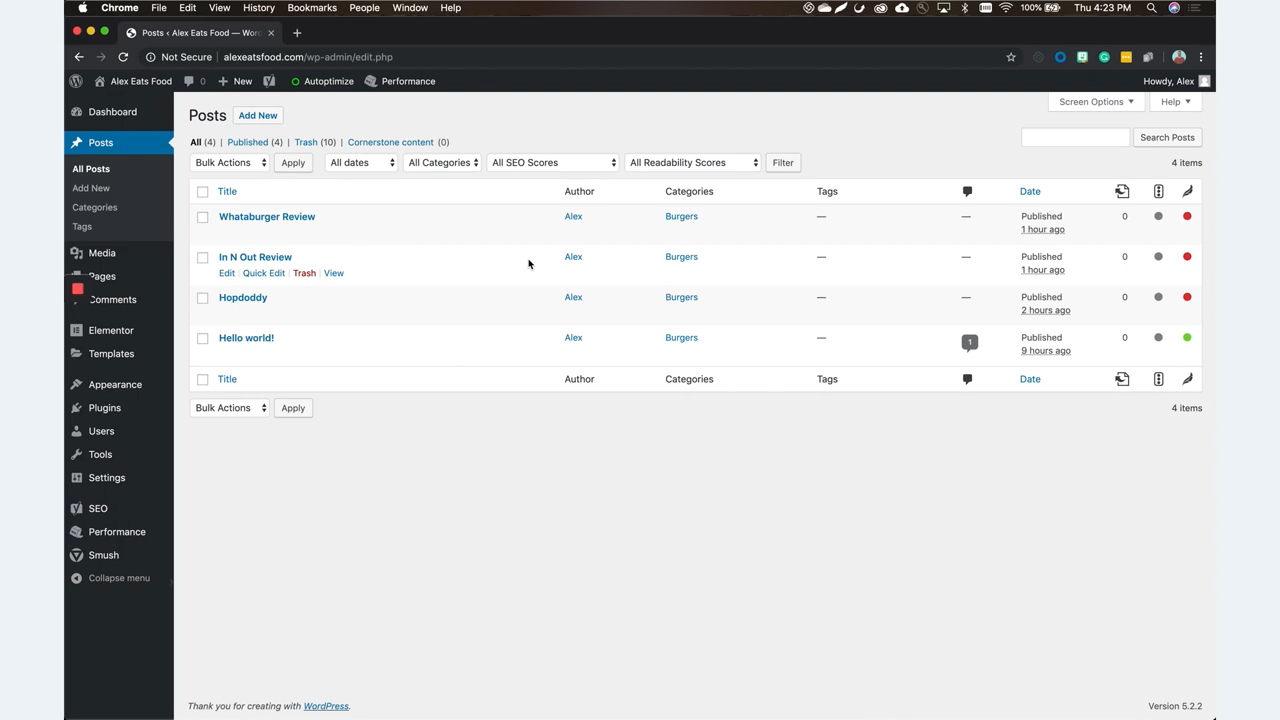 Chrome File Edit View History Bookmarks People Window Help 100% Thu 4:23 PM
Posts ‹ Alex Eats Food — Wor
Not Secure alexeatsfood.com/wp-admin/edit.php
Alex Eats Food 0 New Autoptimize Performance Howdy, Alex
Dashboard
Posts
All Posts
Add New
Categories
Tags
Media
Pages
Comments
Elementor
Templates
Appearance
Plugins
Users
Tools
Settings
SEO
Performance
Smush
Collapse menu
Screen Options Help
Posts Add New
All (4) | Published (4) | Trash (10) | Cornerstone content (0)
Search Posts
Bulk Actions Apply All dates All Categories All SEO Scores All Readability Scores Filter 4 items
Title Author Categories Tags Date
Whataburger Review Alex Burgers — — Published 0
1 hour ago
In N Out Review Alex Burgers — — Published 0
Edit | Quick Edit | Trash | View 1 hour ago
Hopdoddy Alex Burgers — — Published 0
2 hours ago
Hello world! Alex Burgers — 1 Published 0
9 hours ago
Title Author Categories Tags Date
Bulk Actions Apply 4 items
Thank you for creating with WordPress. Version 5.2.2